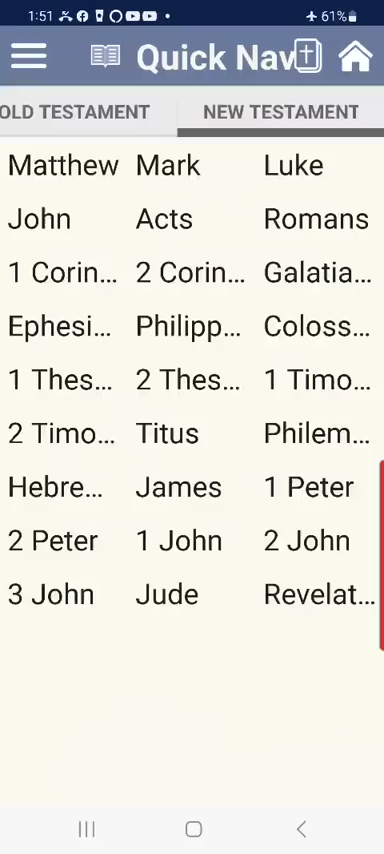 1:51 61%
Quick Nav
OLD TESTAMENT NEW TESTAMENT
Matthew Mark Luke
John Acts Romans
1 Corin... 2 Corin... Galatia...
Ephesi... Philipp... Coloss...
1 Thes... 2 Thes... 1 Timo...
2 Timo... Titus Philem...
Hebre... James 1 Peter
2 Peter 1 John 2 John
3 John Jude Revelat...